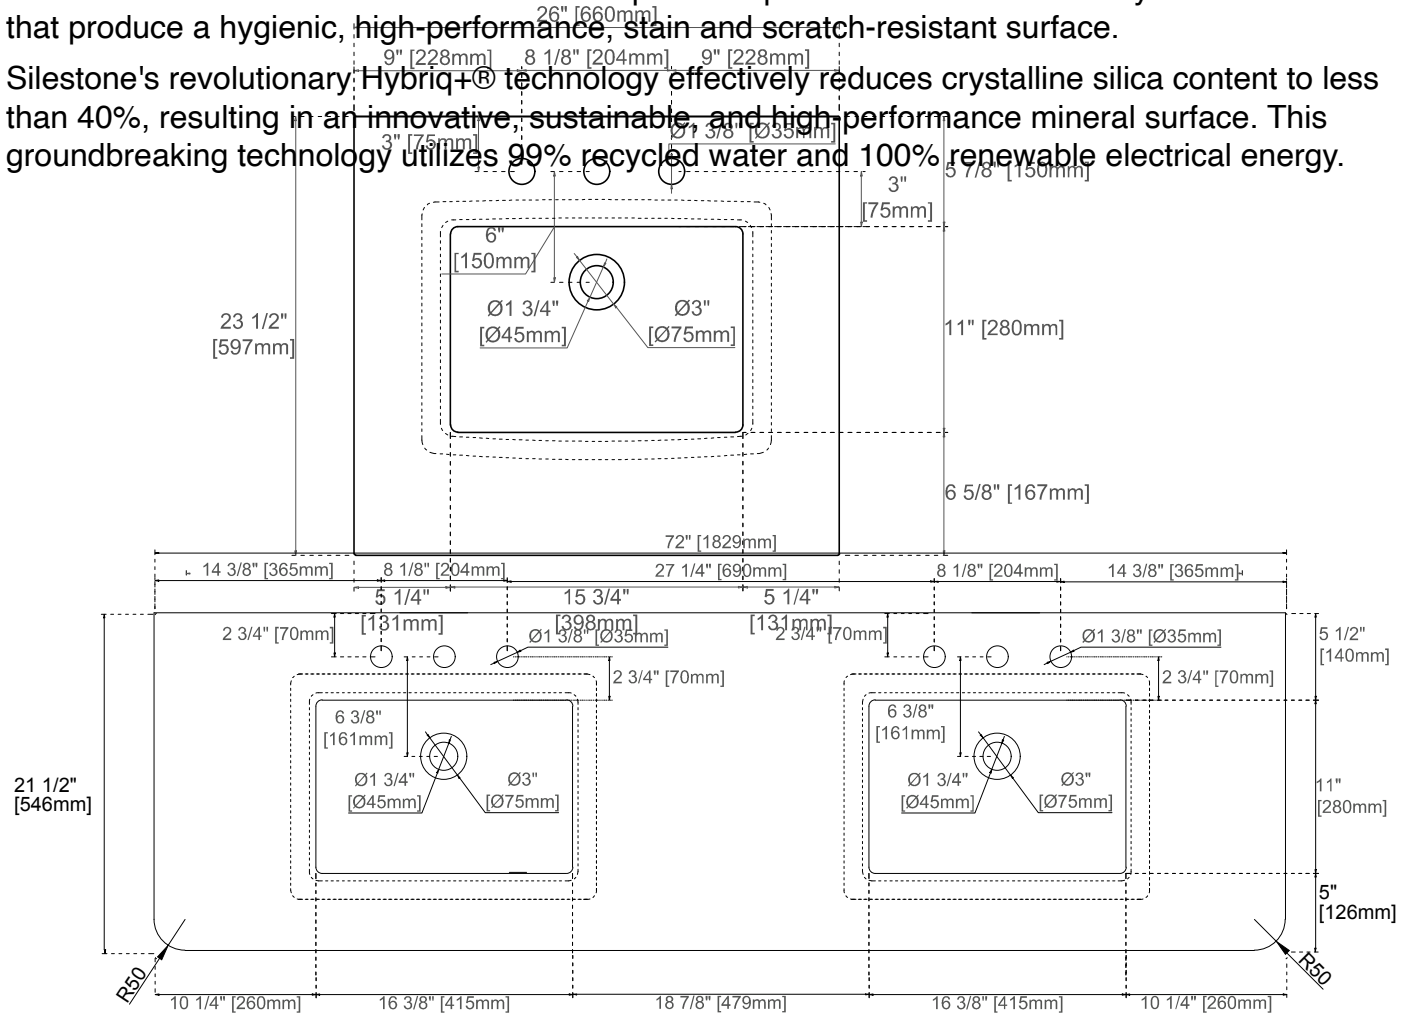 that produce a hygienic, high-performance, stain and scratch-resistant surface.
Silestone's revolutionary Hybriq+® technology effectively reduces crystalline silica content to less
than 40%, resulting in an innovative, sustainable, and high-performance mineral surface. This
groundbreaking technology utilizes 99% recycled water and 100% renewable electrical energy.
26" [660mm]
9" [228mm]
8 1/8" [204mm]
9" [228mm]
3" [75mm]
Ø1 3/8" [Ø35mm]
5 7/8" [150mm]
3"
[75mm]
6"
[150mm]
Ø1 3/4"
[Ø45mm]
Ø3"
[Ø75mm]
23 1/2"
[597mm]
11" [280mm]
6 5/8" [167mm]
72" [1829mm]
14 3/8" [365mm]
8 1/8" [204mm]
27 1/4" [690mm]
8 1/8" [204mm]
14 3/8" [365mm]
5 1/4"
[131mm]
15 3/4"
[398mm]
5 1/4"
[131mm]
2 3/4" [70mm]
Ø1 3/8" [Ø35mm]
2 3/4" [70mm]
Ø1 3/8" [Ø35mm]
5 1/2"
[140mm]
2 3/4" [70mm]
2 3/4" [70mm]
6 3/8"
[161mm]
6 3/8"
[161mm]
Ø1 3/4"
[Ø45mm]
Ø3"
[Ø75mm]
Ø1 3/4"
[Ø45mm]
Ø3"
[Ø75mm]
21 1/2"
[546mm]
11"
[280mm]
5"
[126mm]
R50
R50
10 1/4" [260mm]
16 3/8" [415mm]
18 7/8" [479mm]
16 3/8" [415mm]
10 1/4" [260mm]